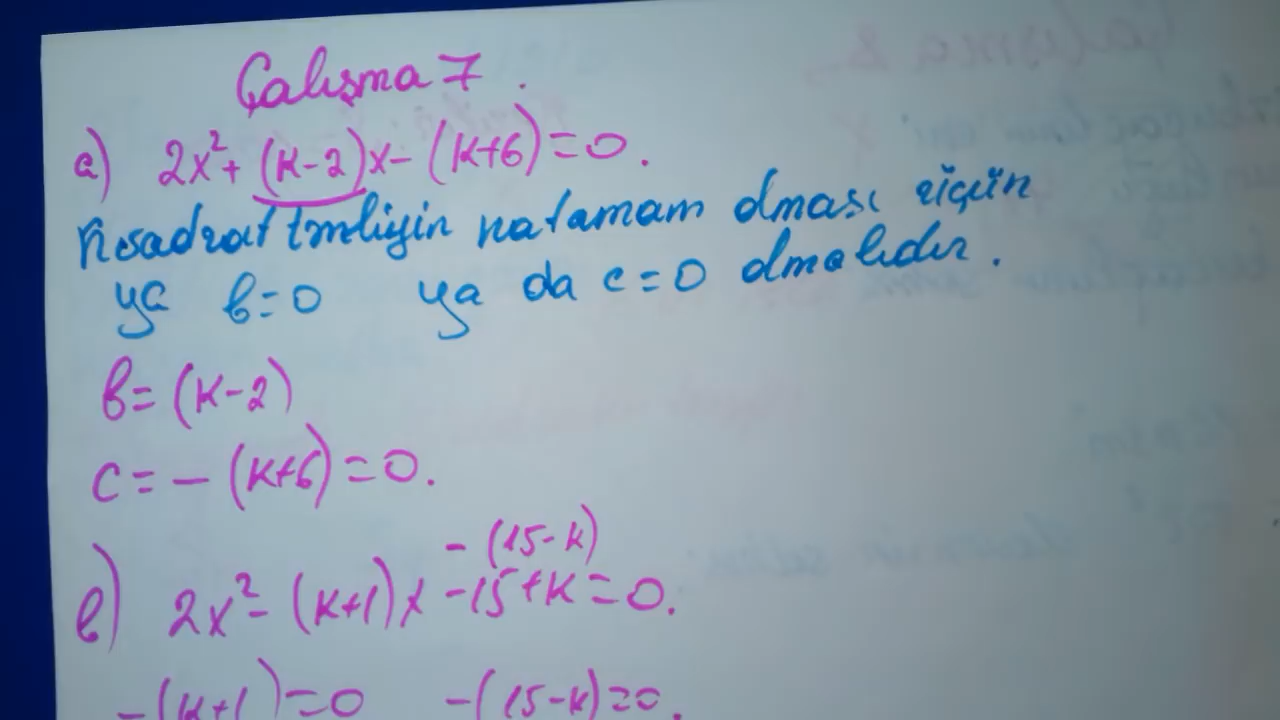 Çalışma 7.
a) 2x²+(k-2)x-(k+6)=0.
Kvadrat tənliyin natamam olması üçün
ya b=0 ya da c=0 olmalıdır.
b=(k-2)
c=-(k+6)=0.
-(15-k)
b) 2x²-(k+1)x-15+k=0.
-(k+1)=0 -(15-k)=0.